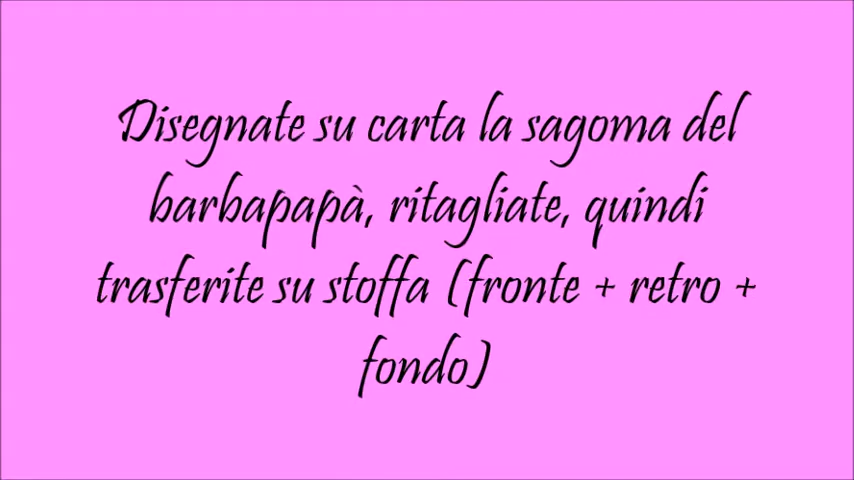 Disegnate su carta la sagoma del
barbapapà, ritagliate, quindi
trasferite su stoffa (fronte + retro +
fondo)